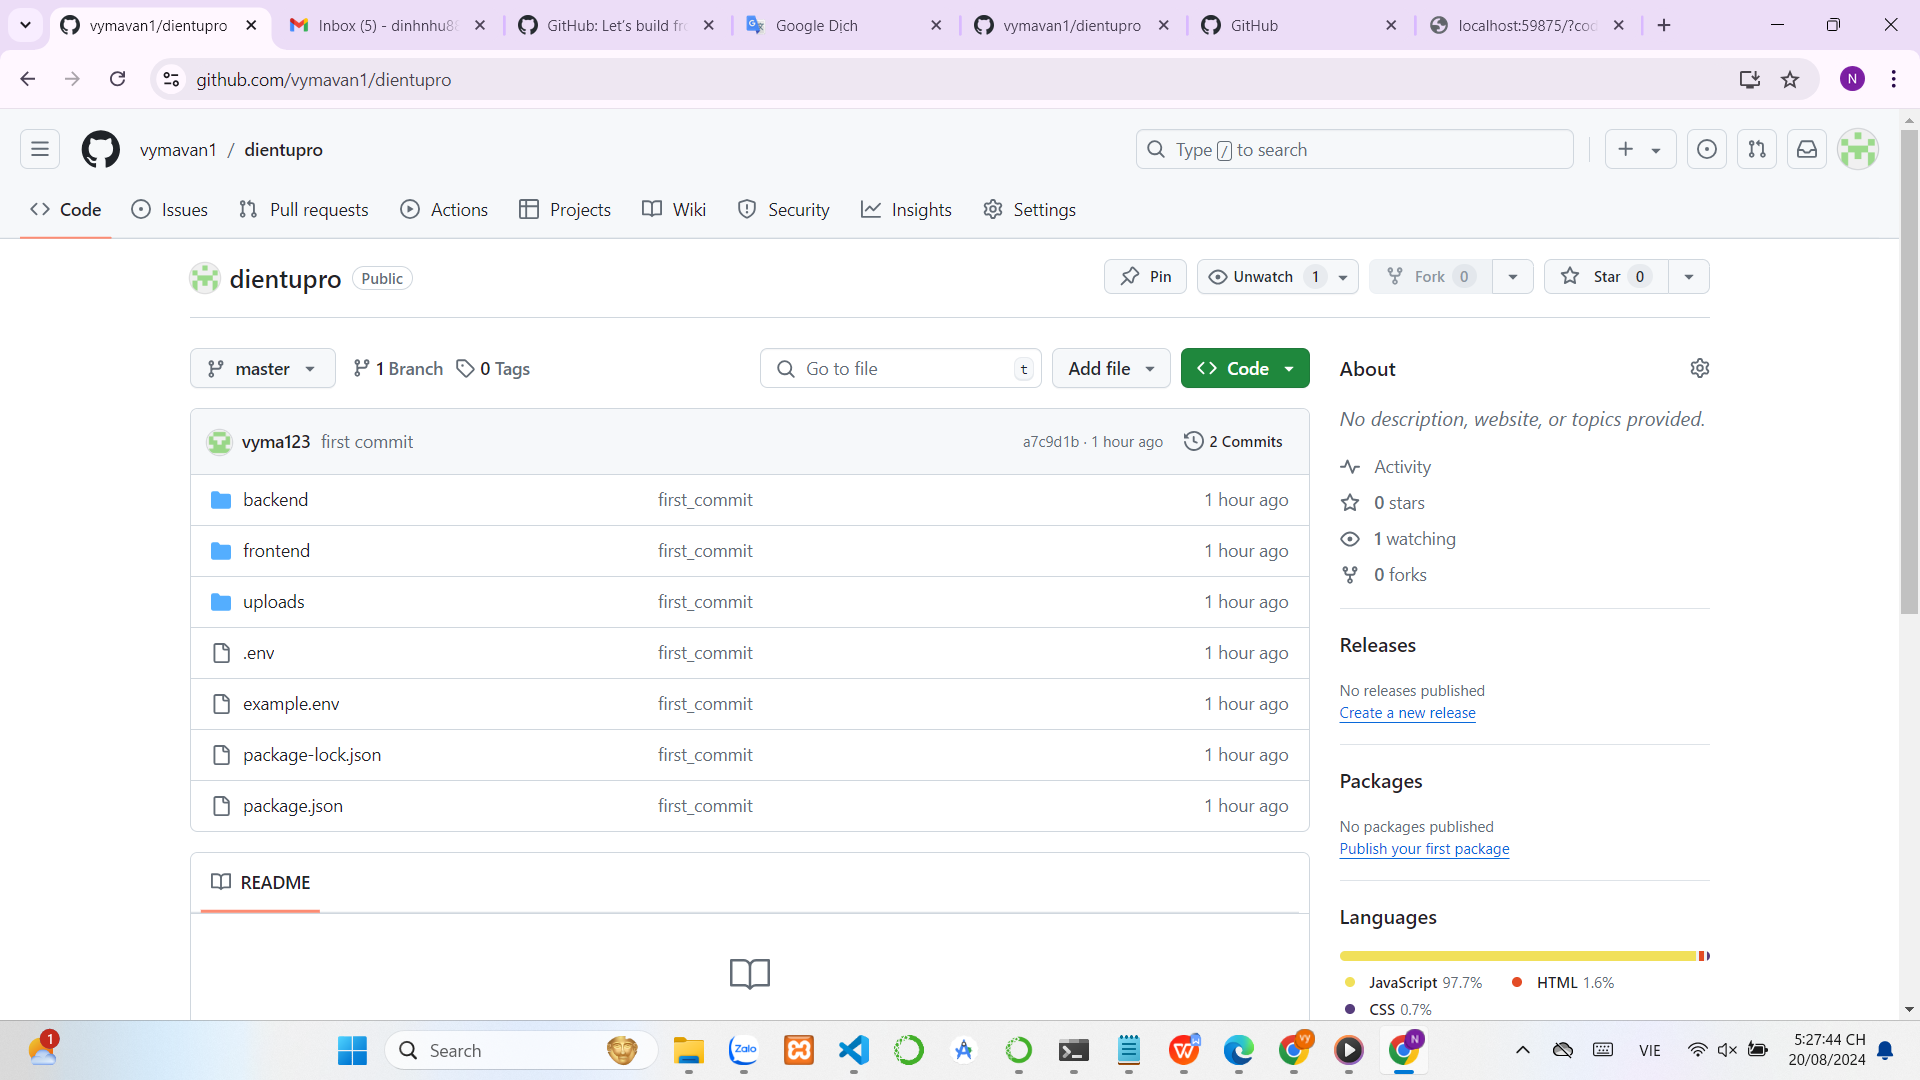 vymavan1/dientupro
Inbox (5) - dinhnhu88
GitHub: Let's build fro
Google Dịch
vymavan1/dientupro
GitHub
localhost:59875/?cod
github.com/vymavan1/dientupro
N
vymavan1 / dientupro
Type / to search
Code
Issues
Pull requests
Actions
Projects
Wiki
Security
Insights
Settings
dientupro Public
Pin
Unwatch 1
Fork 0
Star 0
master
1 Branch
0 Tags
Go to file t
Add file
Code
About
No description, website, or topics provided.
vyma123 first commit a7c9d1b · 1 hour ago 2 Commits
backend first_commit 1 hour ago
frontend first_commit 1 hour ago
uploads first_commit 1 hour ago
.env first_commit 1 hour ago
example.env first_commit 1 hour ago
package-lock.json first_commit 1 hour ago
package.json first_commit 1 hour ago
README
Activity
0 stars
1 watching
0 forks
Releases
No releases published
Create a new release
Packages
No packages published
Publish your first package
Languages
JavaScript 97.7% HTML 1.6%
CSS 0.7%
1
Search
Zalo
VY
N
VIE
5:27:44 CH
20/08/2024